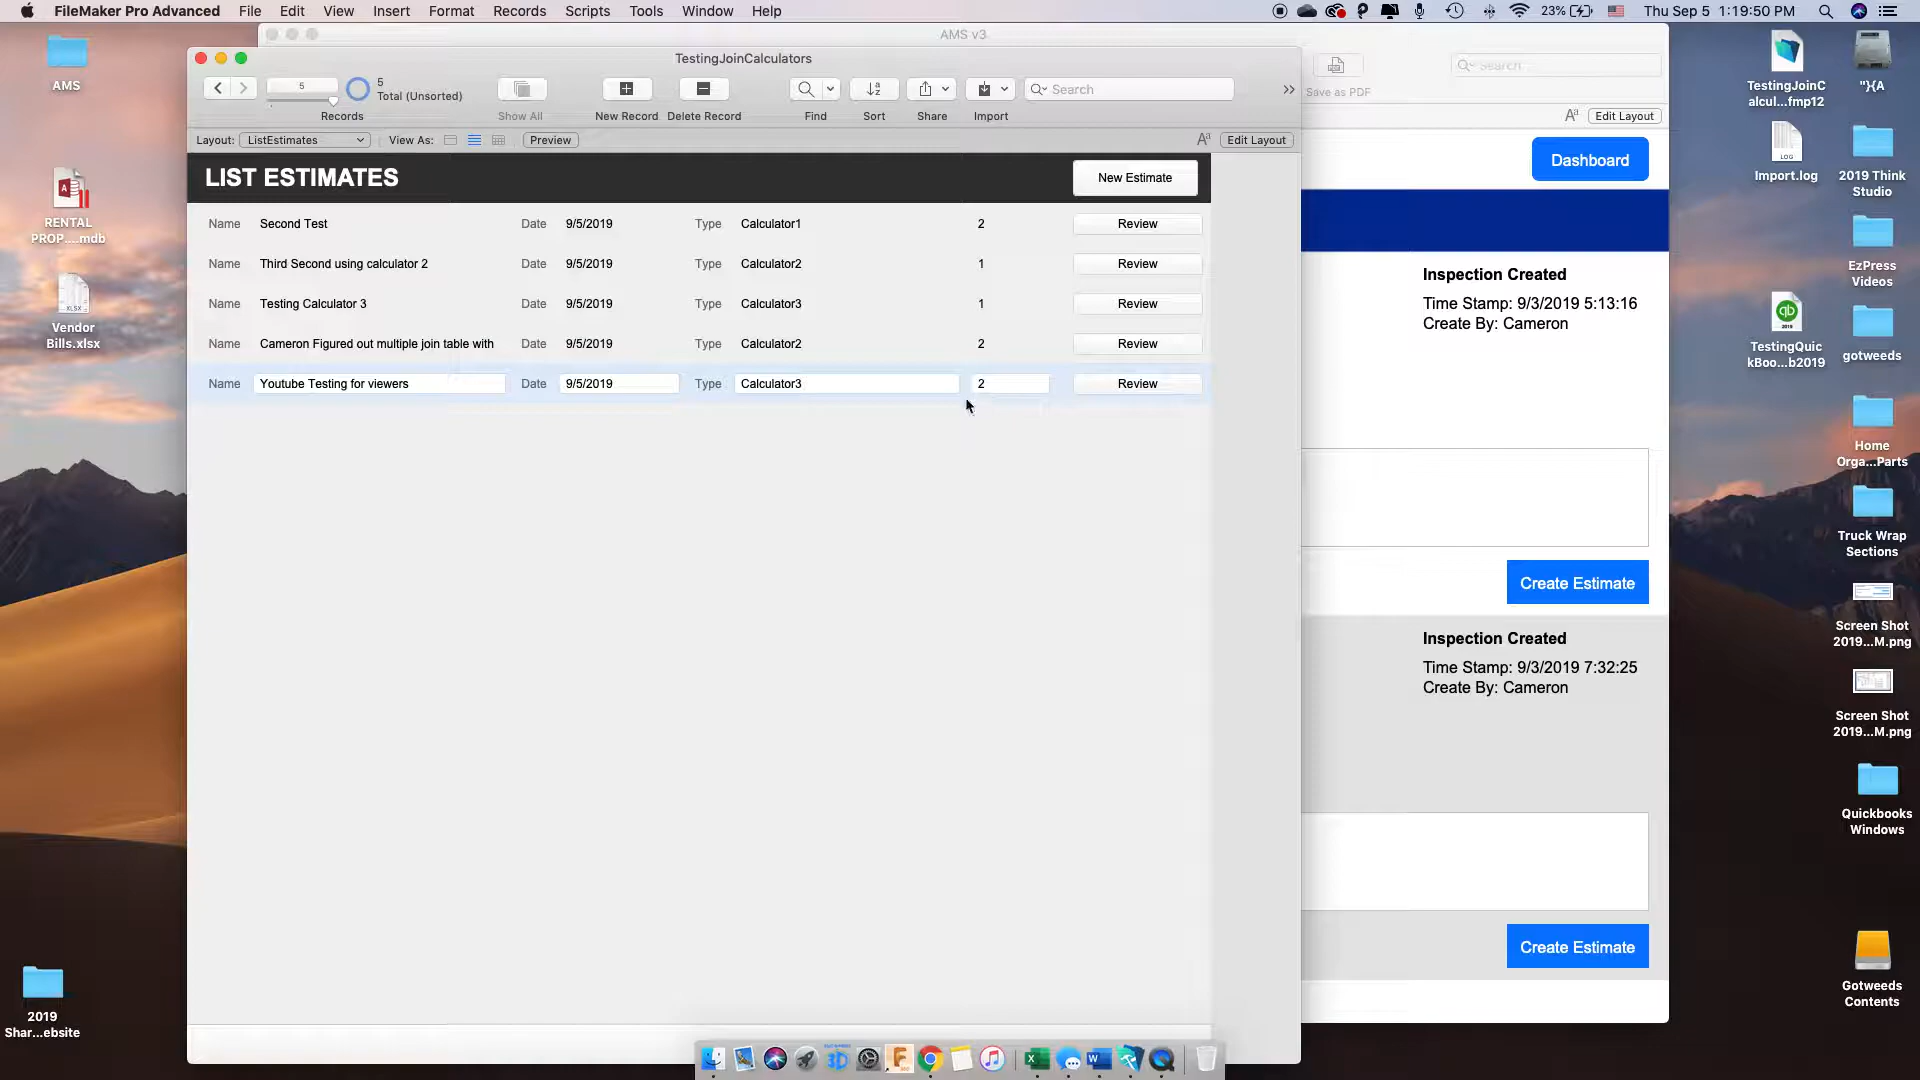 FileMaker Pro Advanced File Edit View Insert Format Records Scripts Tools Window Help
23% Thu Sep 5 1:19:50 PM
AMS v3
TestingJoinCalculators
5
5
Total (Unsorted)
Records
Show All
New Record
Delete Record
Find
Sort
Share
Import
Search
Save as PDF
Search
Layout: ListEstimates View As: Preview
Aa Edit Layout
Aa Edit Layout
LIST ESTIMATES
New Estimate
Name Second Test Date 9/5/2019 Type Calculator1 2 Review
Name Third Second using calculator 2 Date 9/5/2019 Type Calculator2 1 Review
Name Testing Calculator 3 Date 9/5/2019 Type Calculator3 1 Review
Name Cameron Figured out multiple join table with Date 9/5/2019 Type Calculator2 2 Review
Name Youtube Testing for viewers Date 9/5/2019 Type Calculator3 2 Review
Dashboard
Inspection Created
Time Stamp: 9/3/2019 5:13:16
Create By: Cameron
Create Estimate
Inspection Created
Time Stamp: 9/3/2019 7:32:25
Create By: Cameron
Create Estimate
AMS
RENTAL
PROP....mdb
XLSX
Vendor
Bills.xlsx
2019
Shar...ebsite
TestingJoinC
alcul...fmp12
"}{A
LOG
Import.log
2019 Think
Studio
EzPress
Videos
qb
2019
TestingQuic
kBoo...b2019
gotweeds
Home
Orga...Parts
Truck Wrap
Sections
Screen Shot
2019...M.png
Screen Shot
2019...M.png
Quickbooks
Windows
Gotweeds
Contents